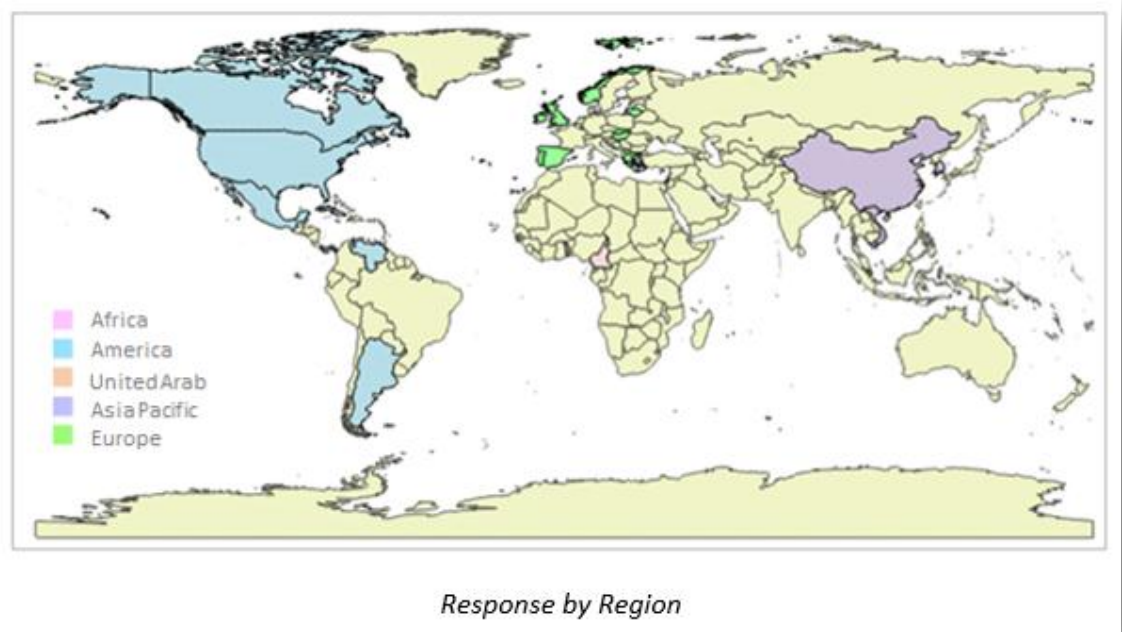 Africa
America
United Arab
Asia Pacific
Europe
Response by Region